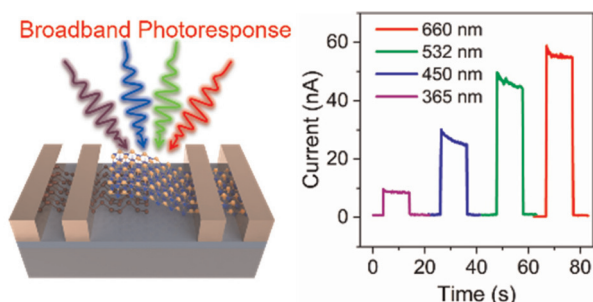 Broadband Photoresponse
Current (nA)
60
40
20
0
660 nm
532 nm
450 nm
365 nm
0 20 40 60 80
Time (s)